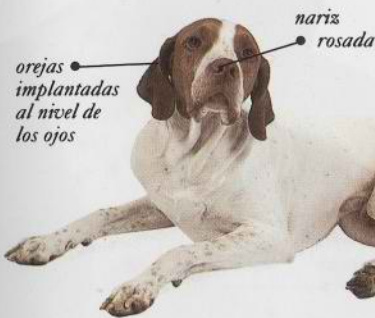 nariz
rosada
orejas
implantadas
al nivel de
los ojos